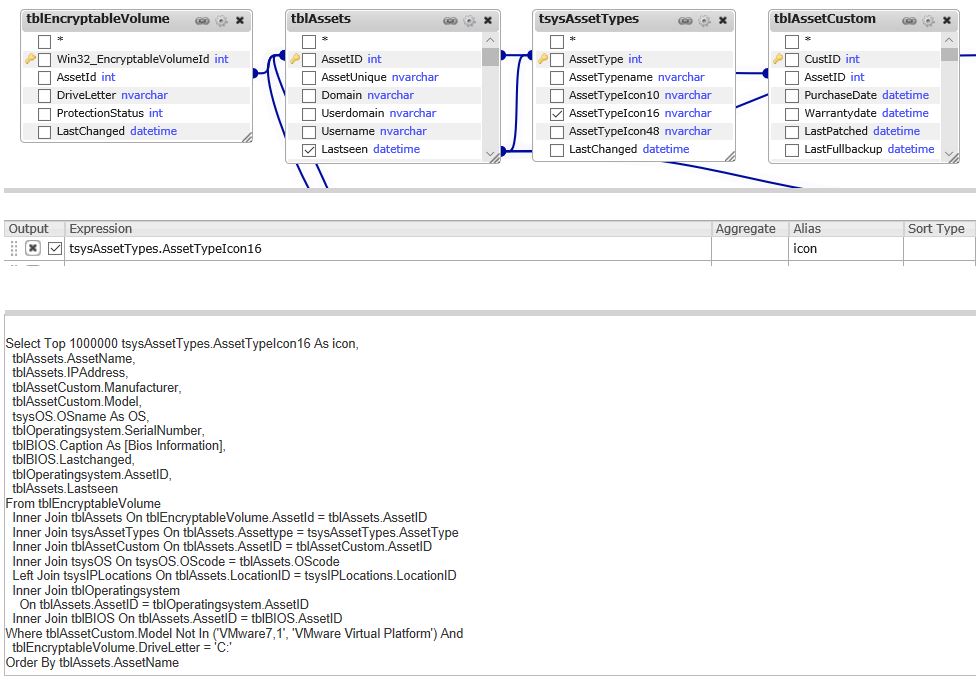 tblEncryptableVolume
*
Win32_EncryptableVolumeId int
AssetId int
DriveLetter nvarchar
ProtectionStatus int
LastChanged datetime
tblAssets
*
AssetID int
AssetUnique nvarchar
Domain nvarchar
Userdomain nvarchar
Username nvarchar
Lastseen datetime
tsysAssetTypes
*
AssetType int
AssetTypename nvarchar
AssetTypeIcon10 nvarchar
AssetTypeIcon16 nvarchar
AssetTypeIcon48 nvarchar
LastChanged datetime
tblAssetCustom
*
CustID int
AssetID int
PurchaseDate datetime
Warrantydate datetime
LastPatched datetime
LastFullbackup datetime
Output Expression Aggregate Alias Sort Type
tsysAssetTypes.AssetTypeIcon16 icon
Select Top 1000000 tsysAssetTypes.AssetTypeIcon16 As icon,
tblAssets.AssetName,
tblAssets.IPAddress,
tblAssetCustom.Manufacturer,
tblAssetCustom.Model,
tsysOS.OSname As OS,
tblOperatingsystem.SerialNumber,
tblBIOS.Caption As [Bios Information],
tblBIOS.Lastchanged,
tblOperatingsystem.AssetID,
tblAssets.Lastseen
From tblEncryptableVolume
Inner Join tblAssets On tblEncryptableVolume.AssetId = tblAssets.AssetID
Inner Join tsysAssetTypes On tblAssets.Assettype = tsysAssetTypes.AssetType
Inner Join tblAssetCustom On tblAssets.AssetID = tblAssetCustom.AssetID
Inner Join tsysOS On tsysOS.OScode = tblAssets.OScode
Left Join tsysIPLocations On tblAssets.LocationID = tsysIPLocations.LocationID
Inner Join tblOperatingsystem
On tblAssets.AssetID = tblOperatingsystem.AssetID
Inner Join tblBIOS On tblAssets.AssetID = tblBIOS.AssetID
Where tblAssetCustom.Model Not In ('VMware7,1', 'VMware Virtual Platform') And
tblEncryptableVolume.DriveLetter = 'C:'
Order By tblAssets.AssetName